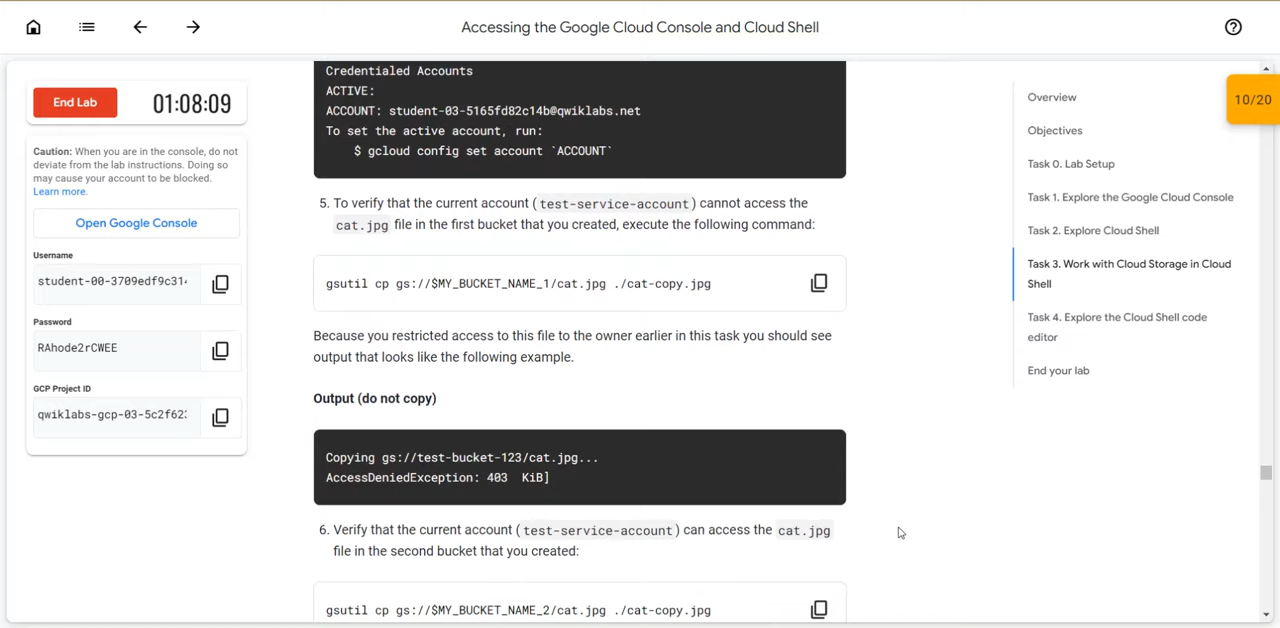 Accessing the Google Cloud Console and Cloud Shell
End Lab
01:08:09
Caution: When you are in the console, do not
deviate from the lab instructions. Doing so
may cause your account to be blocked.
Learn more.
Open Google Console
Username
student-00-3709edf9c31
Password
RAhode2rCWEE
GCP Project ID
qwiklabs-gcp-03-5c2f62
Credentialed Accounts
ACTIVE:
ACCOUNT: student-03-5165fd82c14b@qwiklabs.net
To set the active account, run:
$ gcloud config set account `ACCOUNT`
5. To verify that the current account (test-service-account) cannot access the
cat.jpg file in the first bucket that you created, execute the following command:
gsutil cp gs://$MY_BUCKET_NAME_1/cat.jpg ./cat-copy.jpg
Because you restricted access to this file to the owner earlier in this task you should see
output that looks like the following example.
Output (do not copy)
Copying gs://test-bucket-123/cat.jpg...
AccessDeniedException: 403  KiB]
6. Verify that the current account (test-service-account) can access the cat.jpg
file in the second bucket that you created:
gsutil cp gs://$MY_BUCKET_NAME_2/cat.jpg ./cat-copy.jpg
Overview
Objectives
Task 0. Lab Setup
Task 1. Explore the Google Cloud Console
Task 2. Explore Cloud Shell
Task 3. Work with Cloud Storage in Cloud
Shell
Task 4. Explore the Cloud Shell code
editor
End your lab
10/20